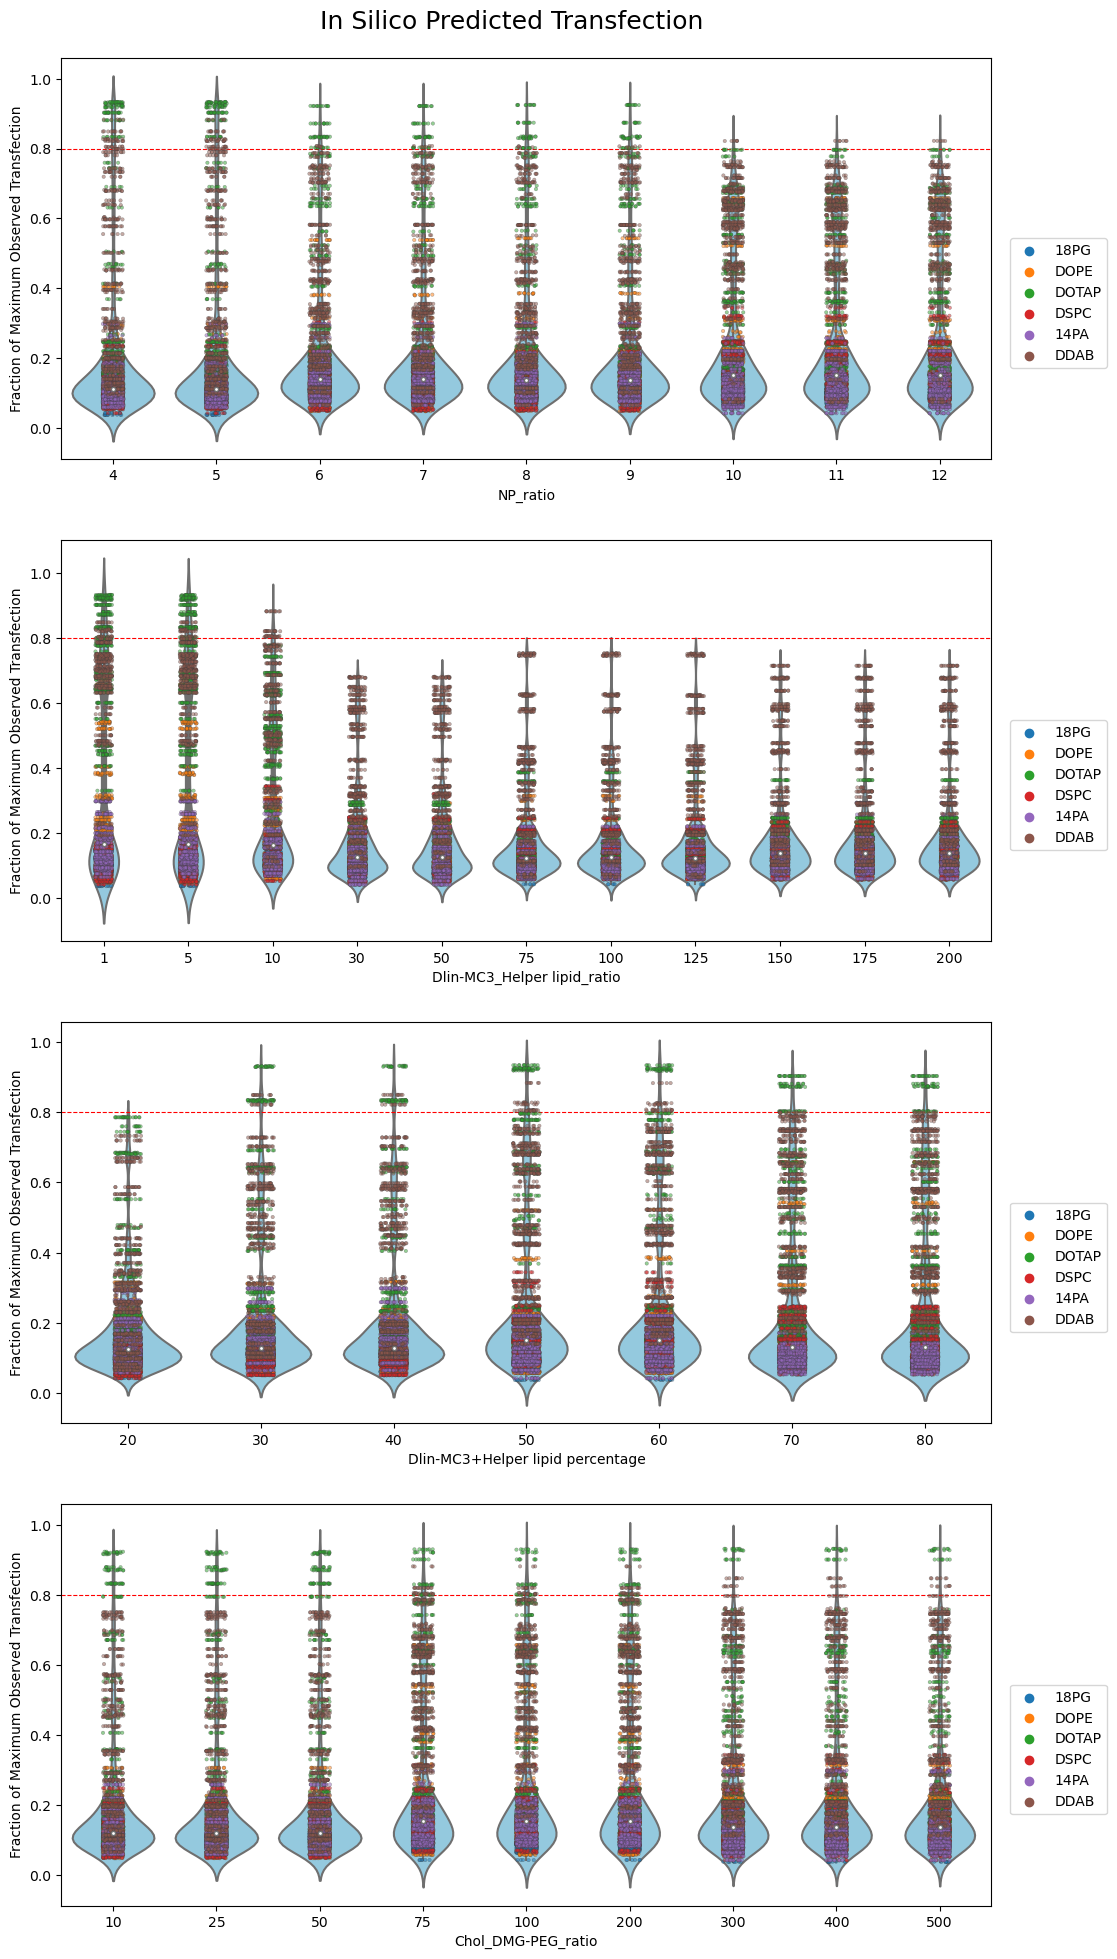 In Silico Predicted Transfection
Fraction of Maximum Observed Transfection
1.0
0.8
0.6
0.4
0.2
0.0
4 5 6 7 8 9 10 11 12
NP_ratio
18PG
DOPE
DOTAP
DSPC
14PA
DDAB
Fraction of Maximum Observed Transfection
1.0
0.8
0.6
0.4
0.2
0.0
1 5 10 30 50 75 100 125 150 175 200
Dlin-MC3_Helper lipid_ratio
18PG
DOPE
DOTAP
DSPC
14PA
DDAB
Fraction of Maximum Observed Transfection
1.0
0.8
0.6
0.4
0.2
0.0
20 30 40 50 60 70 80
Dlin-MC3+Helper lipid percentage
18PG
DOPE
DOTAP
DSPC
14PA
DDAB
Fraction of Maximum Observed Transfection
1.0
0.8
0.6
0.4
0.2
0.0
10 25 50 75 100 200 300 400 500
Chol_DMG-PEG_ratio
18PG
DOPE
DOTAP
DSPC
14PA
DDAB